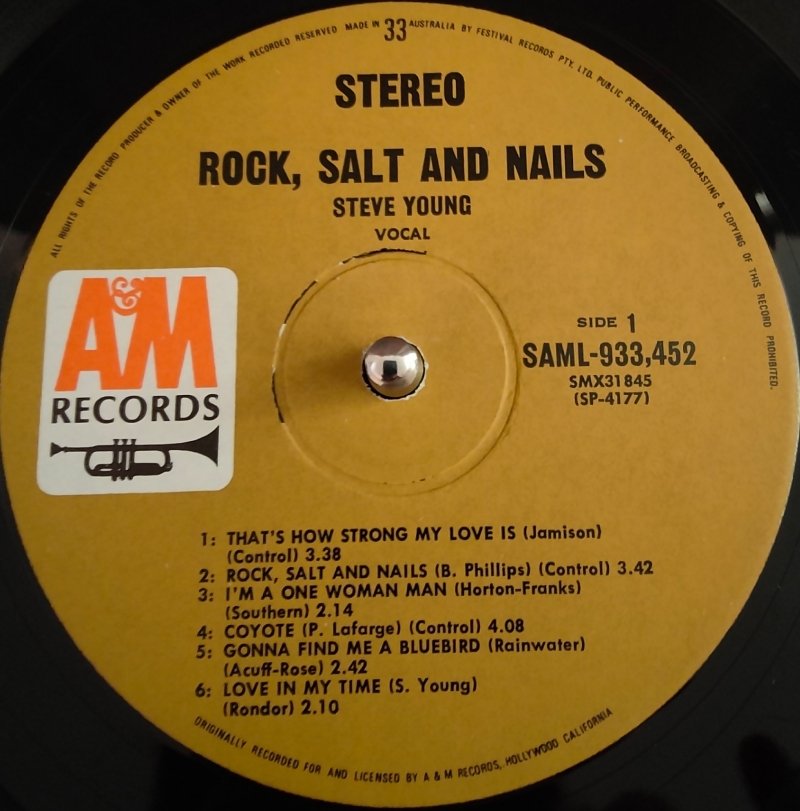 ALL RIGHTS OF THE RECORD PRODUCER & OWNER OF THE WORK RECORDED RESERVED MADE IN 33 AUSTRALIA BY FESTIVAL RECORDS PTY. LTD. PUBLIC PERFORMANCE BROADCASTING & COPYING OF THIS RECORD PROHIBITED.
STEREO
ROCK, SALT AND NAILS
STEVE YOUNG
VOCAL
A&M
RECORDS
SIDE 1
SAML-933,452
SMX31845
(SP-4177)
1: THAT'S HOW STRONG MY LOVE IS (Jamison)
(Control) 3.38
2: ROCK, SALT AND NAILS (B. Phillips) (Control) 3.42
3: I'M A ONE WOMAN MAN (Horton-Franks)
(Southern) 2.14
4: COYOTE (P. Lafarge) (Control) 4.08
5: GONNA FIND ME A BLUEBIRD (Rainwater)
(Acuff-Rose) 2.42
6: LOVE IN MY TIME (S. Young)
(Rondor) 2.10
ORIGINALLY RECORDED FOR AND LICENSED BY A & M RECORDS, HOLLYWOOD CALIFORNIA